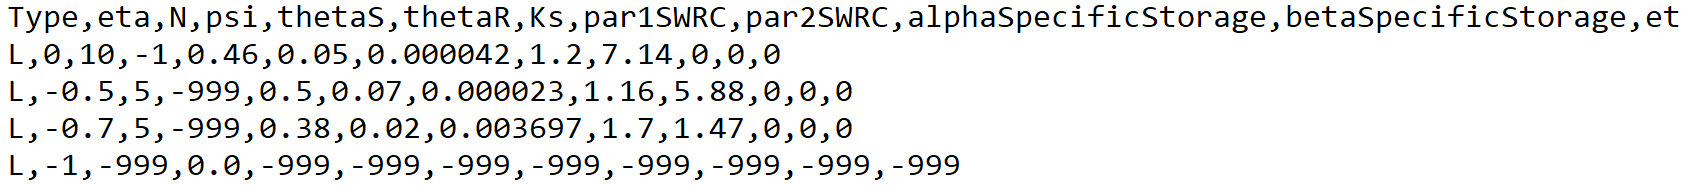 Type,eta,N,psi,thetaS,thetaR,Ks,par1SWRC,par2SWRC,alphaSpecificStorage,betaSpecificStorage,et
L,0,10,-1,0.46,0.05,0.000042,1.2,7.14,0,0,0
L,-0.5,5,-999,0.5,0.07,0.000023,1.16,5.88,0,0,0
L,-0.7,5,-999,0.38,0.02,0.003697,1.7,1.47,0,0,0
L,-1,-999,0.0,-999,-999,-999,-999,-999,-999,-999,-999